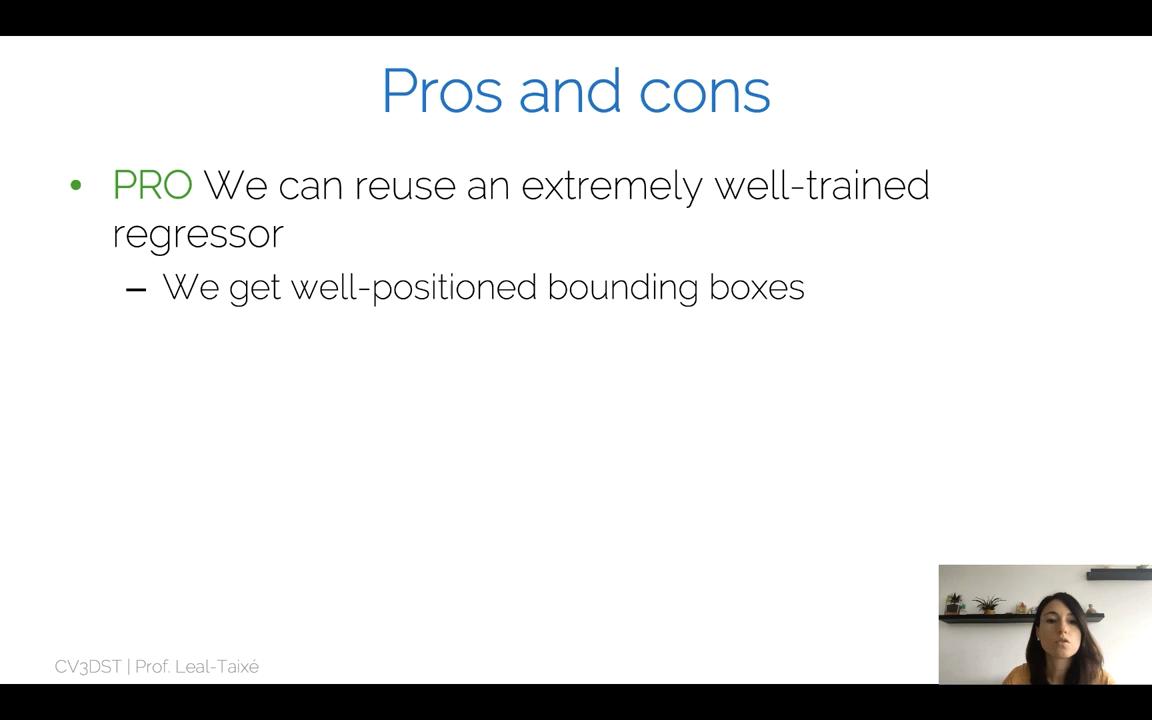 Pros and cons
• PRO We can reuse an extremely well-trained
regressor
– We get well-positioned bounding boxes
CV3DST | Prof. Leal-Taixé